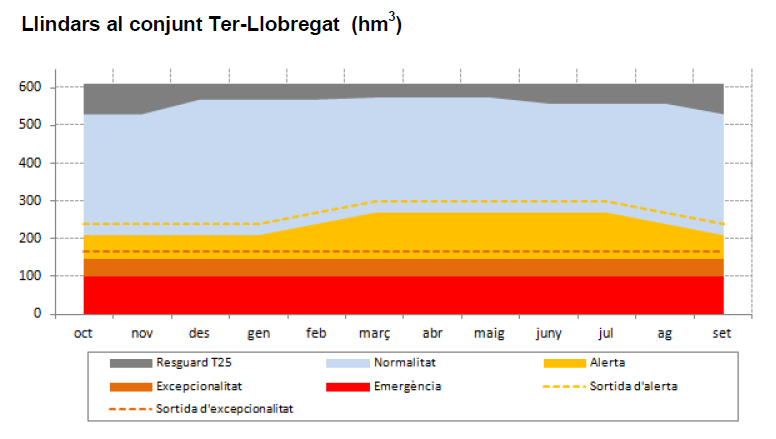 Llindars al conjunt Ter-Llobregat (hm³)
600
500
400
300
200
100
0
oct nov des gen feb març abr maig juny jul ag set
Resguard T25 Normalitat Alerta
Excepcionalitat Emergència Sortida d'alerta
Sortida d'excepcionalitat